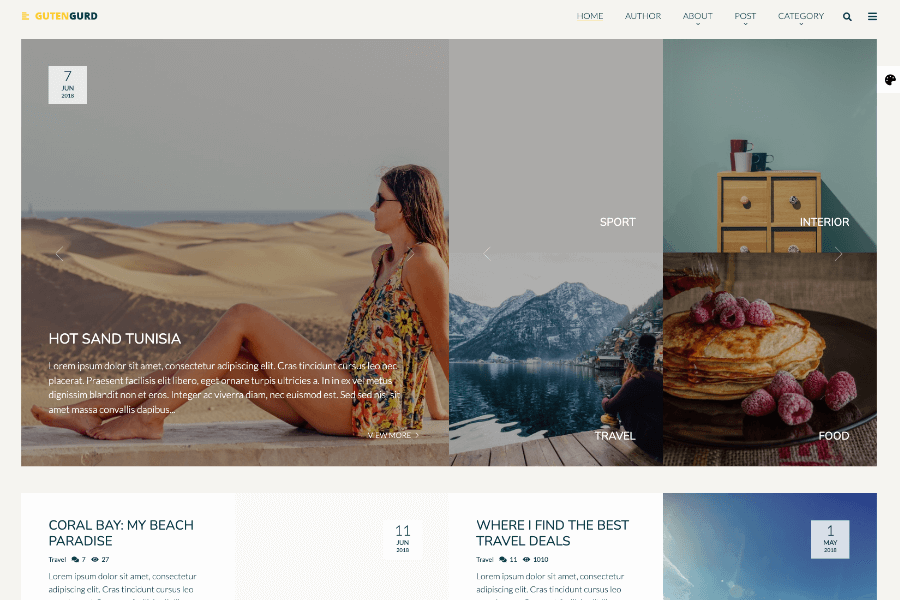 GUTENGURD
HOME AUTHOR ABOUT POST CATEGORY
7
JUN
2018
SPORT
INTERIOR
HOT SAND TUNISIA
Lorem ipsum dolor sit amet, consectetur adipiscing elit. Cras tincidunt cursus leo nec
placerat. Praesent facilisis elit libero, eget ornare turpis ultricies a. In in ex vel metus
dignissim blandit non et eros. Integer ac viverra diam, nec euismod est. Sed sed nisi sit
amet massa convallis dapibus...
VIEW MORE
TRAVEL
FOOD
CORAL BAY: MY BEACH
PARADISE
Travel 7 27
Lorem ipsum dolor sit amet, consectetur
adipiscing elit. Cras tincidunt cursus leo
11
JUN
2018
WHERE I FIND THE BEST
TRAVEL DEALS
Travel 11 1010
Lorem ipsum dolor sit amet, consectetur
adipiscing elit. Cras tincidunt cursus leo
1
MAY
2018